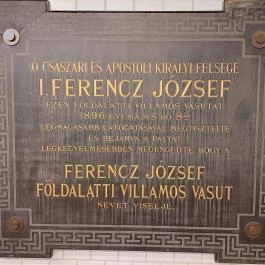 Ő CSÁSZÁRI ÉS APOSTOLI KIRÁLYI FELSÉGE
I. FERENCZ JÓZSEF
EZEN FÖLDALATTI VILLAMOS VASUTAT
1896 ÉVI MÁJUS HÓ 8ÁN
LEGMAGASABB LÁTOGATÁSÁVAL MEGTISZTELTE
ÉS BEJÁRVA A PÁLYÁT
LEGKEGYELMESEBBEN MEGENGEDTE, HOGY A
FERENCZ JÓZSEF
FÖLDALATTI VILLAMOS VASUT
NEVET VISELJE.